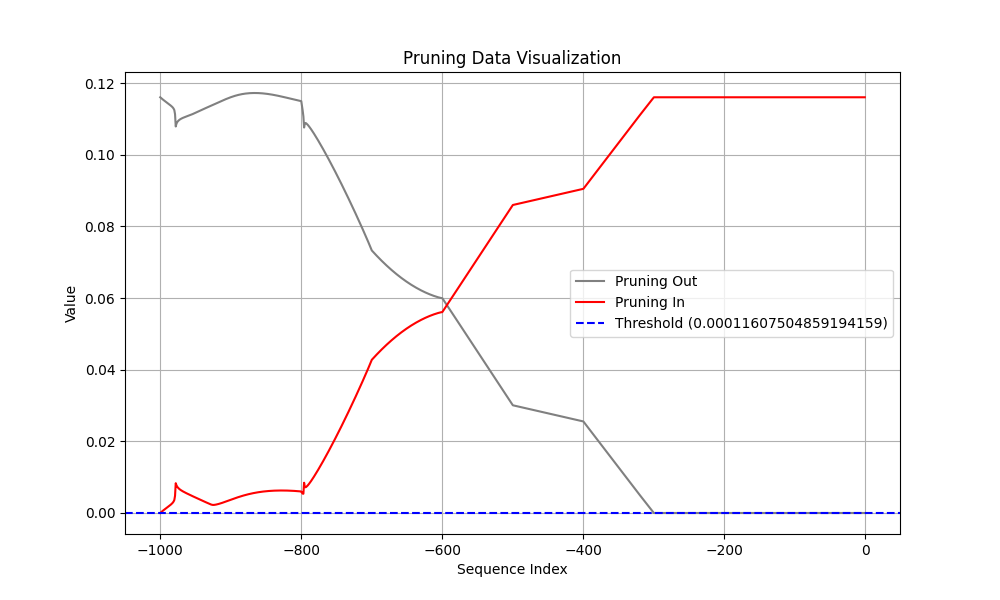 Pruning Data Visualization
0.12
0.10
0.08
0.06
0.04
0.02
0.00
Value
Pruning Out
Pruning In
Threshold (0.00011607504859194159)
−1000
−800
−600
−400
−200
0
Sequence Index